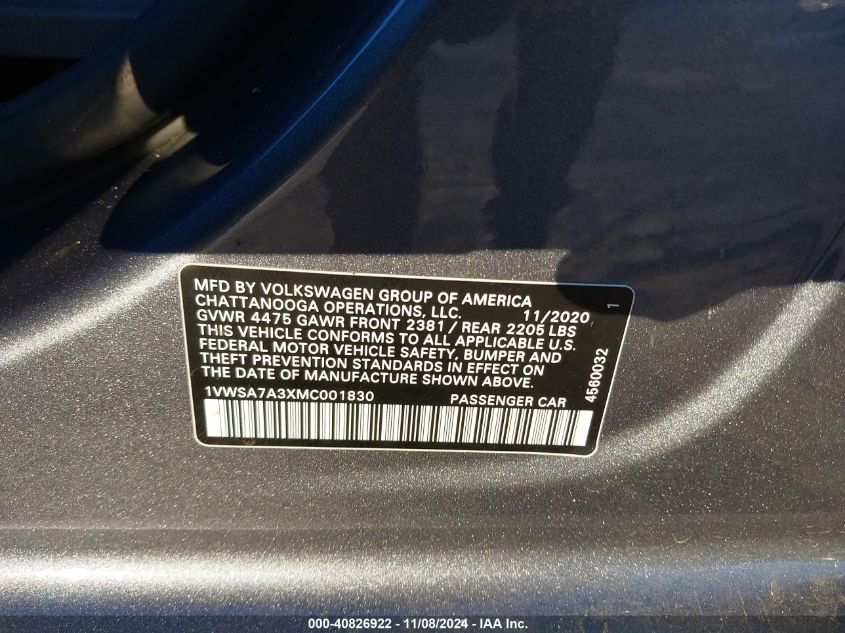 MFD BY VOLKSWAGEN GROUP OF AMERICA
CHATTANOOGA OPERATIONS, LLC. 11/2020 1
GVWR 4475 GAWR FRONT 2381 / REAR 2205 LBS
THIS VEHICLE CONFORMS TO ALL APPLICABLE U.S.
FEDERAL MOTOR VEHICLE SAFETY, BUMPER AND
THEFT PREVENTION STANDARDS IN EFFECT ON
THE DATE OF MANUFACTURE SHOWN ABOVE.
1VWSA7A3XMC001830 PASSENGER CAR
4560032
000-40826922 - 11/08/2024 - IAA Inc.